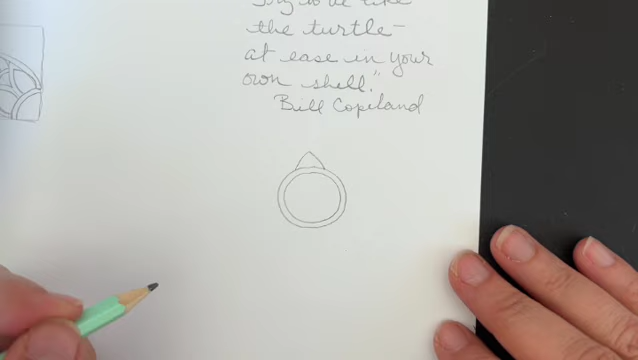 the turtle—
at ease in your
own shell."
Bill Copeland